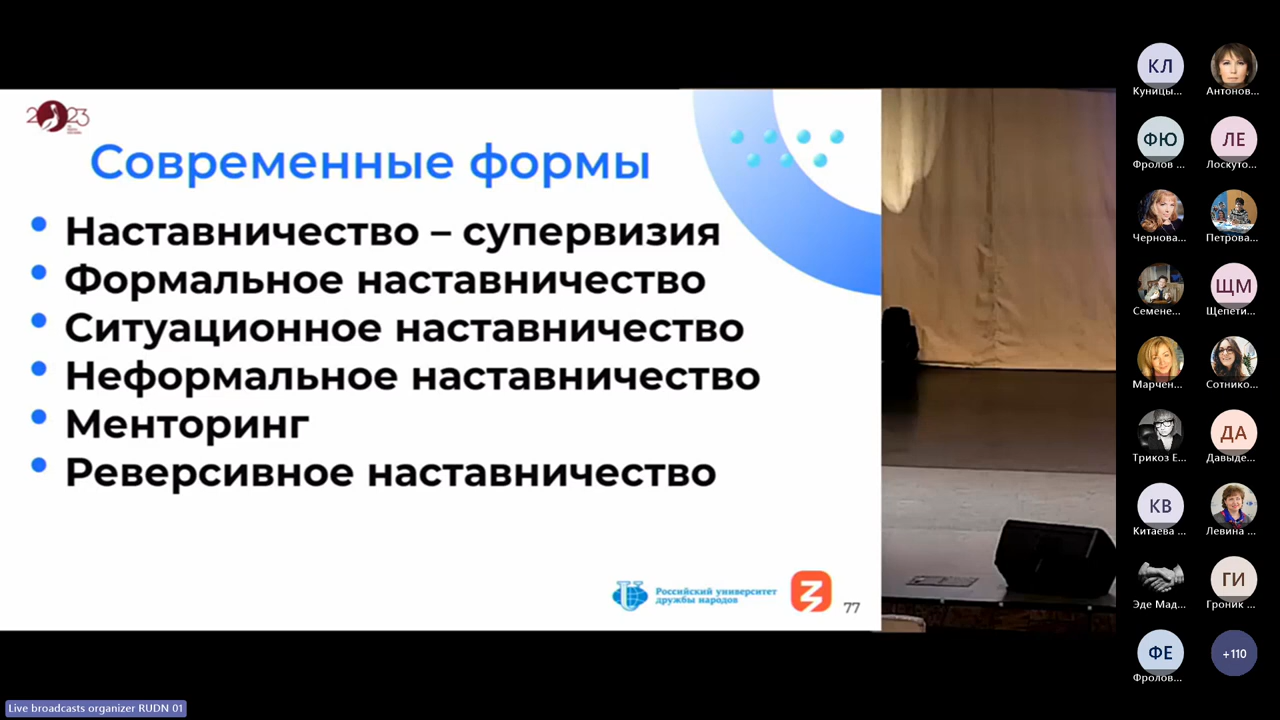 2023
Современные формы
• Наставничество – супервизия
• Формальное наставничество
• Ситуационное наставничество
• Неформальное наставничество
• Менторинг
• Реверсивное наставничество
Российский университет
дружбы народов
77
КЛ
Куницы...
Антонов...
ФЮ
Фролов ...
ЛЕ
Лоскуто...
Чернова...
Петрова...
Семене...
ЩМ
Щепети...
Марчен...
Сотнико...
Трикоз Е...
ДА
Давыде...
КВ
Китаева ...
Левина ...
Эде Мад...
ГИ
Гроник ...
ФЕ
Фролов...
+110
Live broadcasts organizer RUDN 01